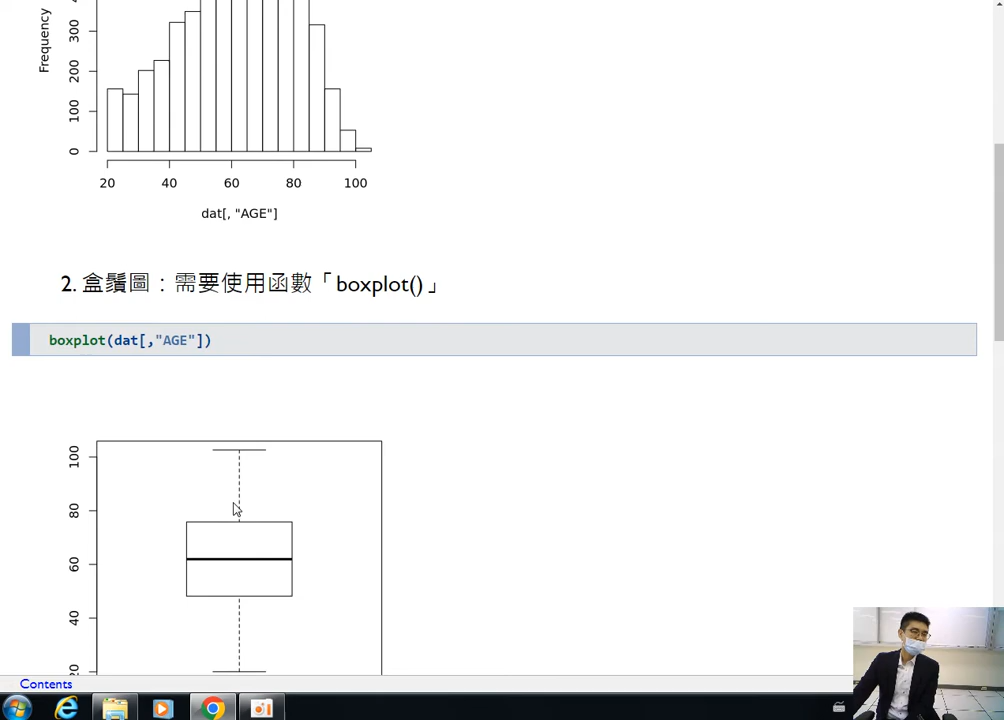 Frequency
0
100
200
300
20 40 60 80 100
dat[, "AGE"]
2. 盒鬚圖：需要使用函數「boxplot()」
boxplot(dat[,"AGE"])
100
80
60
40
20
Contents